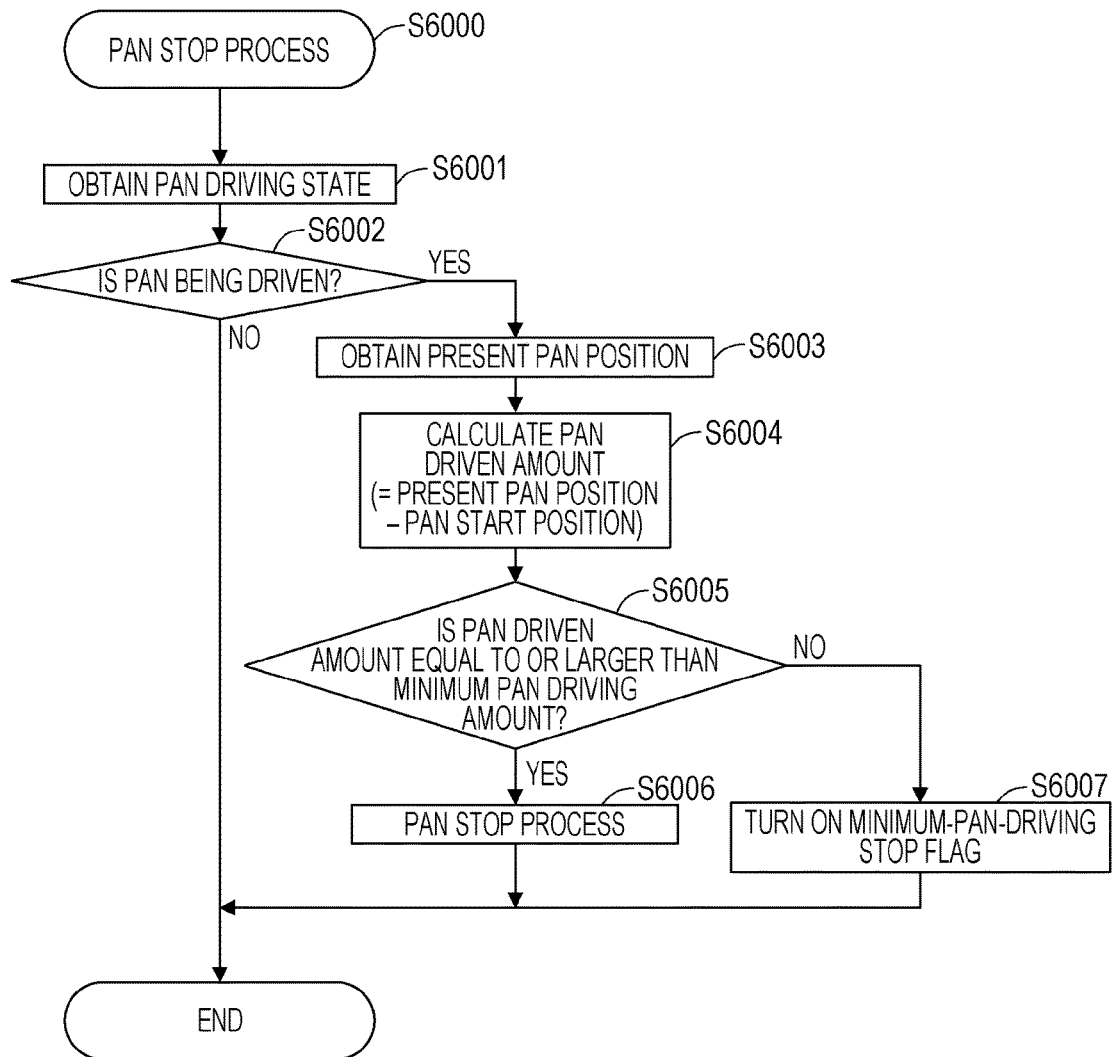 PAN STOP PROCESS
S6000
OBTAIN PAN DRIVING STATE
S6001
S6002
IS PAN BEING DRIVEN?
YES
NO
OBTAIN PRESENT PAN POSITION
S6003
CALCULATE PAN
DRIVEN AMOUNT
(= PRESENT PAN POSITION
– PAN START POSITION)
S6004
S6005
IS PAN DRIVEN
AMOUNT EQUAL TO OR LARGER THAN
MINIMUM PAN DRIVING
AMOUNT?
NO
YES
S6006
PAN STOP PROCESS
S6007
TURN ON MINIMUM-PAN-DRIVING
STOP FLAG
END